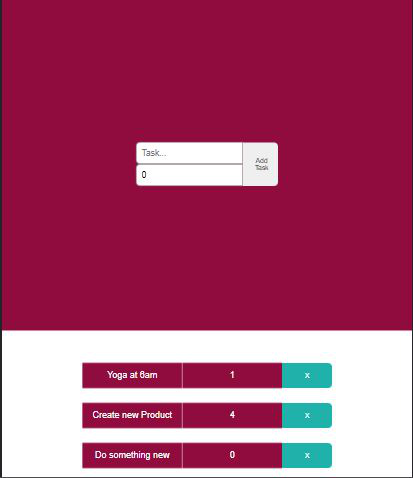 Task...
0
Add
Task
Yoga at 6am 1 x
Create new Product 4 x
Do something new 0 x